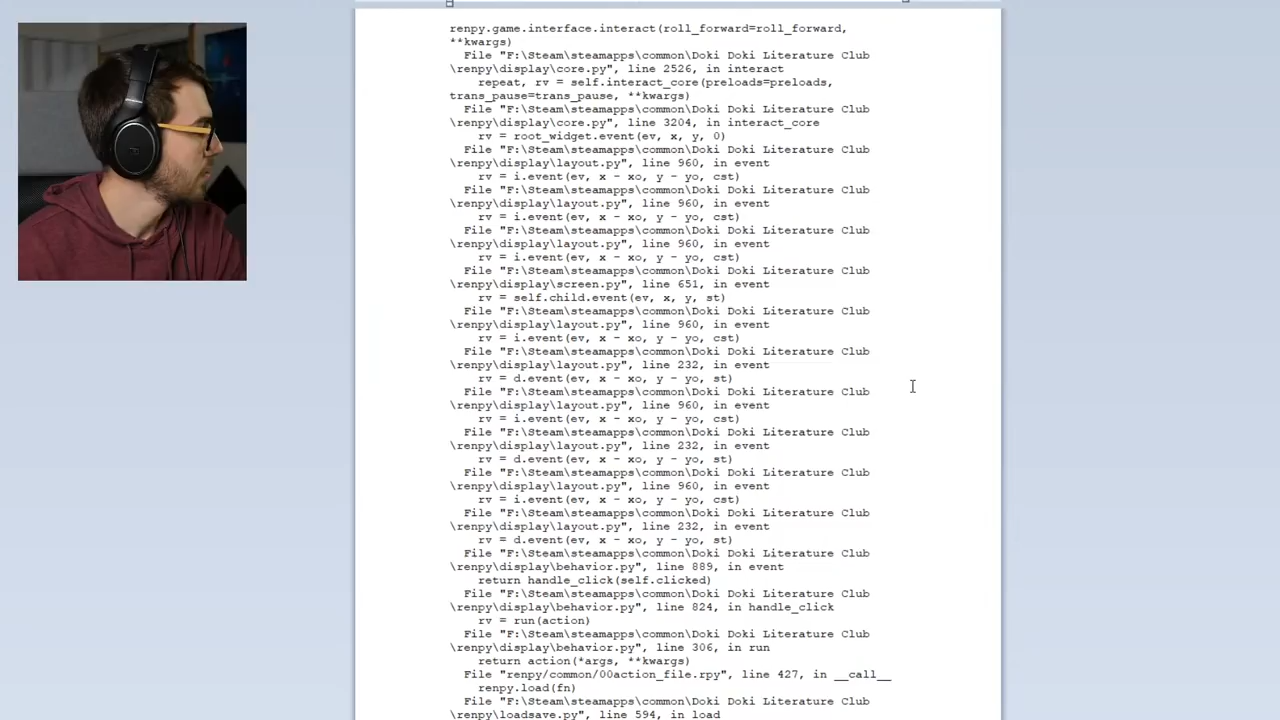 renpy.game.interface.interact(roll_forward=roll_forward,
**kwargs)
File "F:\Steam\steamapps\common\Doki Doki Literature Club
\renpy\display\core.py", line 2526, in interact
repeat, rv = self.interact_core(preloads=preloads,
trans_pause=trans_pause, **kwargs)
File "F:\Steam\steamapps\common\Doki Doki Literature Club
\renpy\display\core.py", line 3204, in interact_core
rv = root_widget.event(ev, x, y, 0)
File "F:\Steam\steamapps\common\Doki Doki Literature Club
\renpy\display\layout.py", line 960, in event
rv = i.event(ev, x - xo, y - yo, cst)
File "F:\Steam\steamapps\common\Doki Doki Literature Club
\renpy\display\layout.py", line 960, in event
rv = i.event(ev, x - xo, y - yo, cst)
File "F:\Steam\steamapps\common\Doki Doki Literature Club
\renpy\display\layout.py", line 960, in event
rv = i.event(ev, x - xo, y - yo, cst)
File "F:\Steam\steamapps\common\Doki Doki Literature Club
\renpy\display\screen.py", line 651, in event
rv = self.child.event(ev, x, y, st)
File "F:\Steam\steamapps\common\Doki Doki Literature Club
\renpy\display\layout.py", line 960, in event
rv = i.event(ev, x - xo, y - yo, cst)
File "F:\Steam\steamapps\common\Doki Doki Literature Club
\renpy\display\layout.py", line 232, in event
rv = d.event(ev, x - xo, y - yo, st)
File "F:\Steam\steamapps\common\Doki Doki Literature Club
\renpy\display\layout.py", line 960, in event
rv = i.event(ev, x - xo, y - yo, cst)
File "F:\Steam\steamapps\common\Doki Doki Literature Club
\renpy\display\layout.py", line 232, in event
rv = d.event(ev, x - xo, y - yo, st)
File "F:\Steam\steamapps\common\Doki Doki Literature Club
\renpy\display\layout.py", line 960, in event
rv = i.event(ev, x - xo, y - yo, cst)
File "F:\Steam\steamapps\common\Doki Doki Literature Club
\renpy\display\layout.py", line 232, in event
rv = d.event(ev, x - xo, y - yo, st)
File "F:\Steam\steamapps\common\Doki Doki Literature Club
\renpy\display\behavior.py", line 889, in event
return handle_click(self.clicked)
File "F:\Steam\steamapps\common\Doki Doki Literature Club
\renpy\display\behavior.py", line 824, in handle_click
rv = run(action)
File "F:\Steam\steamapps\common\Doki Doki Literature Club
\renpy\display\behavior.py", line 306, in run
return action(*args, **kwargs)
File "renpy/common/00action_file.rpy", line 427, in __call__
renpy.load(fn)
File "F:\Steam\steamapps\common\Doki Doki Literature Club
\renpy\loadsave.py", line 594, in load